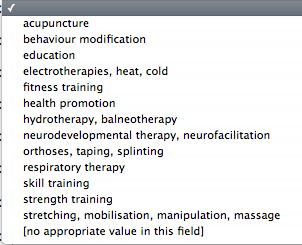 ✓
acupuncture
behaviour modification
education
electrotherapies, heat, cold
fitness training
health promotion
hydrotherapy, balneotherapy
neurodevelopmental therapy, neurofacilitation
orthoses, taping, splinting
respiratory therapy
skill training
strength training
stretching, mobilisation, manipulation, massage
[no appropriate value in this field]